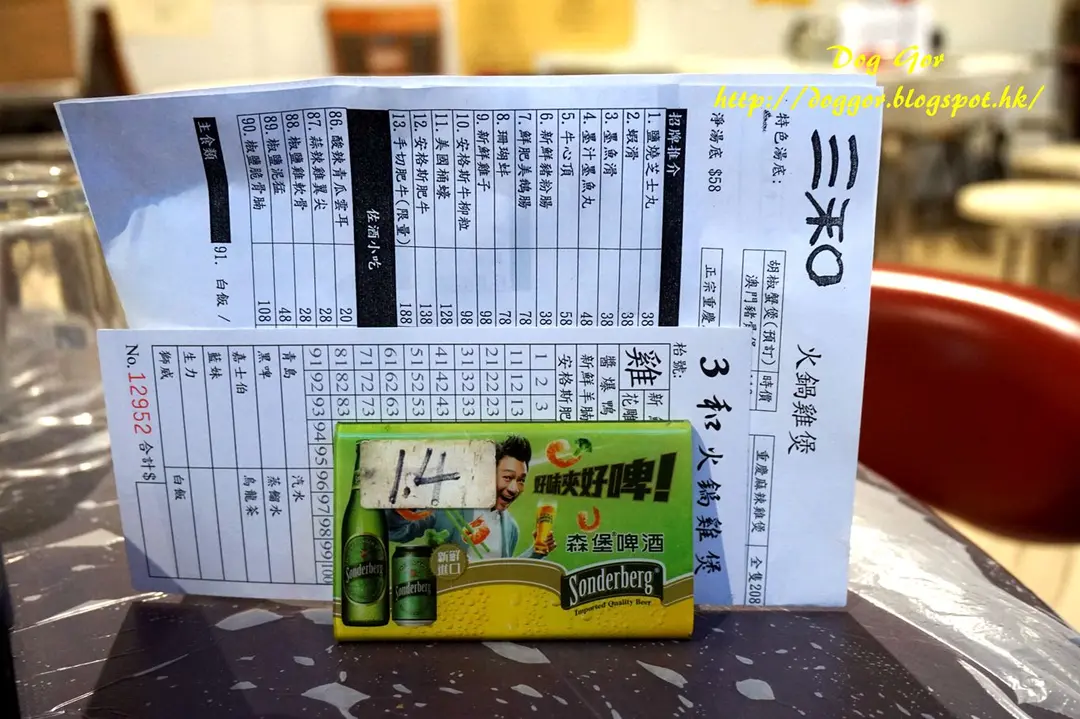 Dog Gor
http://doggor.blogspot.hk/
三和
火鍋雞煲
特色湯底:
淨湯底 $58
胡椒蟹煲(預訂) 時價
正宗重慶
重慶麻辣雞煲 全隻208
招牌推介
1. 鹽燒芝士丸 38
2. 蝦滑 38
3. 墨魚滑 38
4. 墨汁墨魚丸 48
5. 牛心頂 58
6. 新鮮豬粉腸 38
7. 鮮肥美鵝腸 78
8. 珊瑚蚌 78
9. 新鮮雞子 98
10. 安格斯牛柳粒 98
11. 美國桶蠔 128
12. 安格斯肥牛 138
13. 手切肥牛(限量) 188
佐酒小吃
86. 酸辣青瓜雲耳 20
87. 蒜辣雞翼尖 28
88. 椒鹽雞軟骨 28
89. 椒鹽泥鯭 48
90. 椒鹽脆骨腩 108
主食類
91. 白飯 /
3和火鍋雞煲
枱號:
雞
花雕
醬爆鴨
新鮮羊腩
安格斯肥
1 2 3
11 12 13
21 22 23
31 32 33
41 42 43
51 52 53
61 62 63
71 72 73
81 82 83
91 92 93 94 95 96 97 98 99 100
青島 汽水
黑啤 蒸餾水
嘉士伯 烏龍茶
藍妹
生力 白飯
獅威
No. 12952 合計$
14
好味夾好啤!
森堡啤酒
新鮮進口
Sonderberg
Sonderberg
Sonderberg
Imported Quality Beer